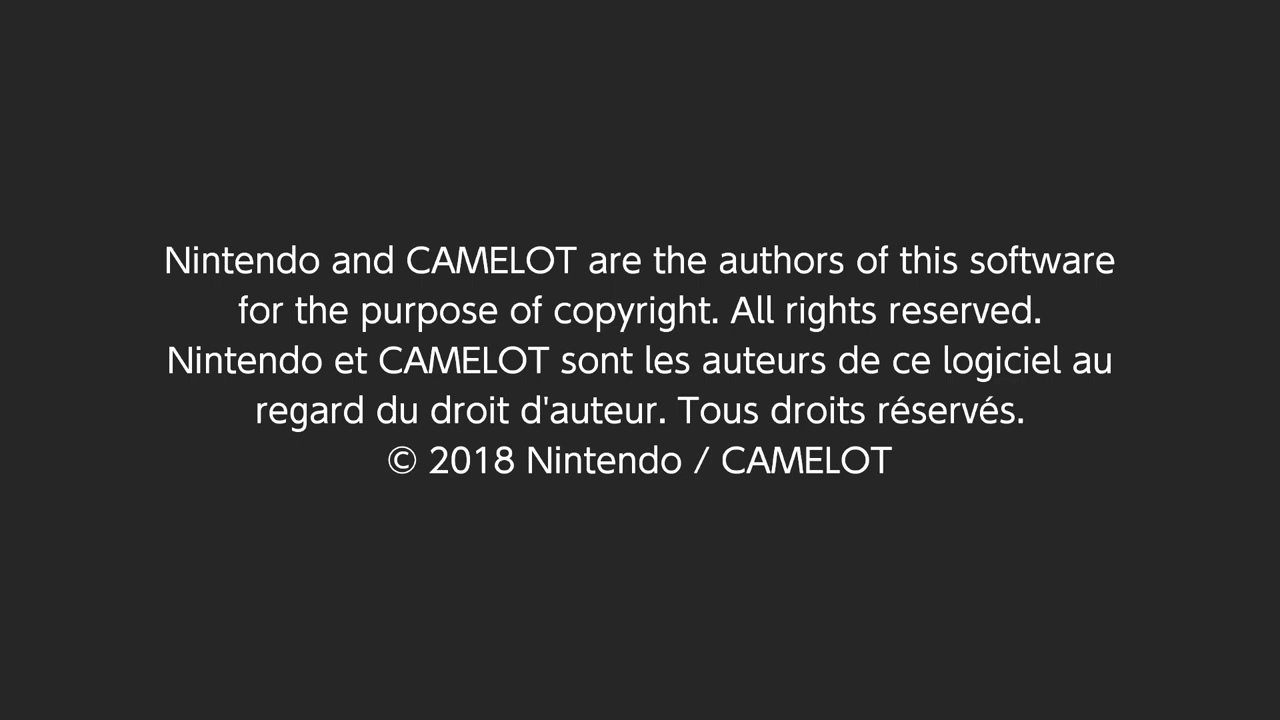 Nintendo and CAMELOT are the authors of this software
for the purpose of copyright. All rights reserved.
Nintendo et CAMELOT sont les auteurs de ce logiciel au
regard du droit d'auteur. Tous droits réservés.
© 2018 Nintendo / CAMELOT